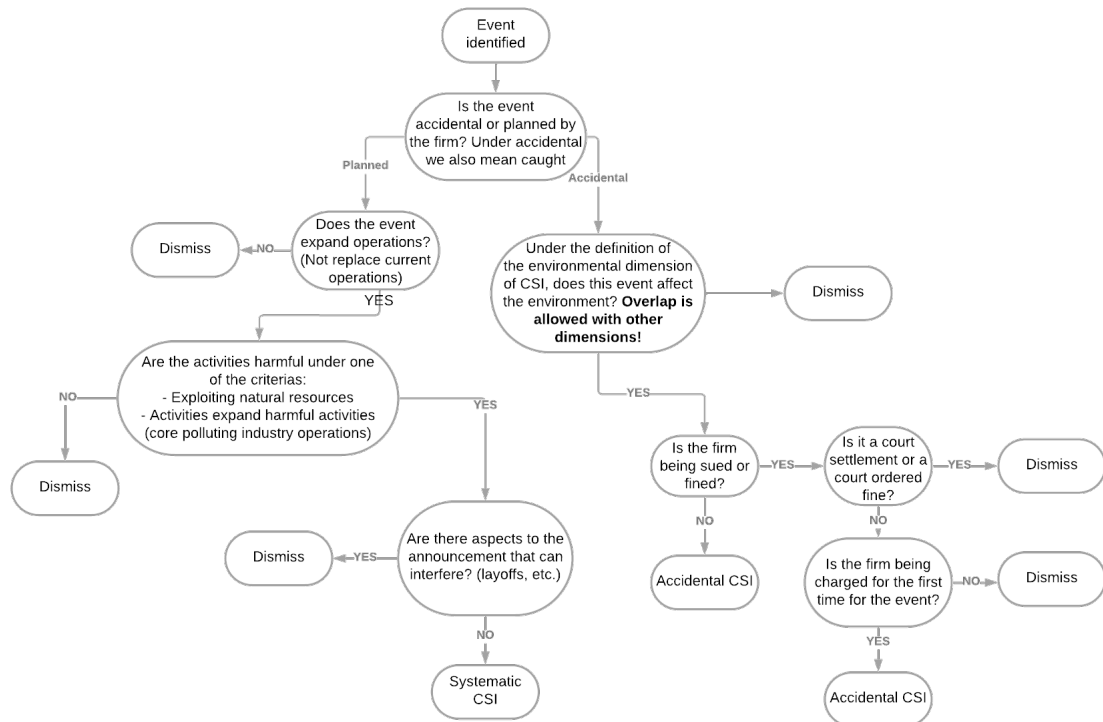 Event
identified
Is the event
accidental or planned by
the firm? Under accidental
we also mean caught
Planned
Accidental
Dismiss
NO
Does the event
expand operations?
(Not replace current
operations)
YES
Under the definition of
the environmental dimension
of CSI, does this event affect
the environment? Overlap is
allowed with other
dimensions!
Dismiss
Are the activities harmful under one
of the criterias:
- Exploiting natural resources
- Activities expand harmful activities
(core polluting industry operations)
NO
YES
YES
Dismiss
Is the firm
being sued or
fined?
YES
Is it a court
settlement or a
court ordered
fine?
YES
Dismiss
NO
NO
Dismiss
YES
Are there aspects to the
announcement that can
interfere? (layoffs, etc.)
Accidental CSI
Is the firm being
charged for the first
time for the event?
NO
Dismiss
NO
YES
Systematic
CSI
Accidental CSI